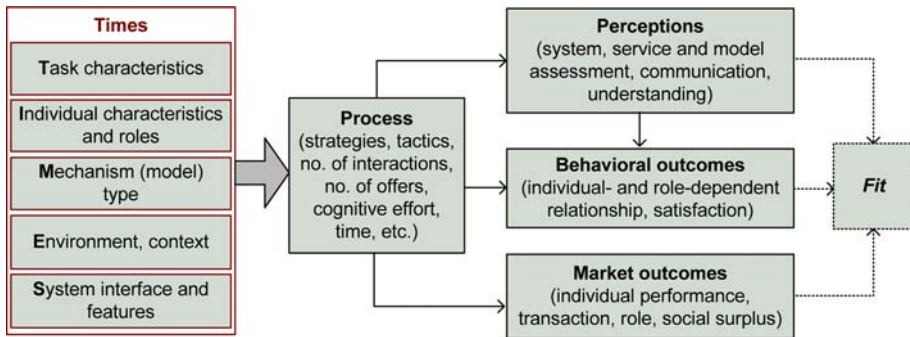 Times
Task characteristics
Individual characteristics
and roles
Mechanism (model)
type
Environment, context
System interface and
features
Process
(strategies, tactics,
no. of interactions,
no. of offers,
cognitive effort,
time, etc.)
Perceptions
(system, service and model
assessment, communication,
understanding)
Behavioral outcomes
(individual- and role-dependent
relationship, satisfaction)
Market outcomes
(individual performance,
transaction, role, social surplus)
Fit